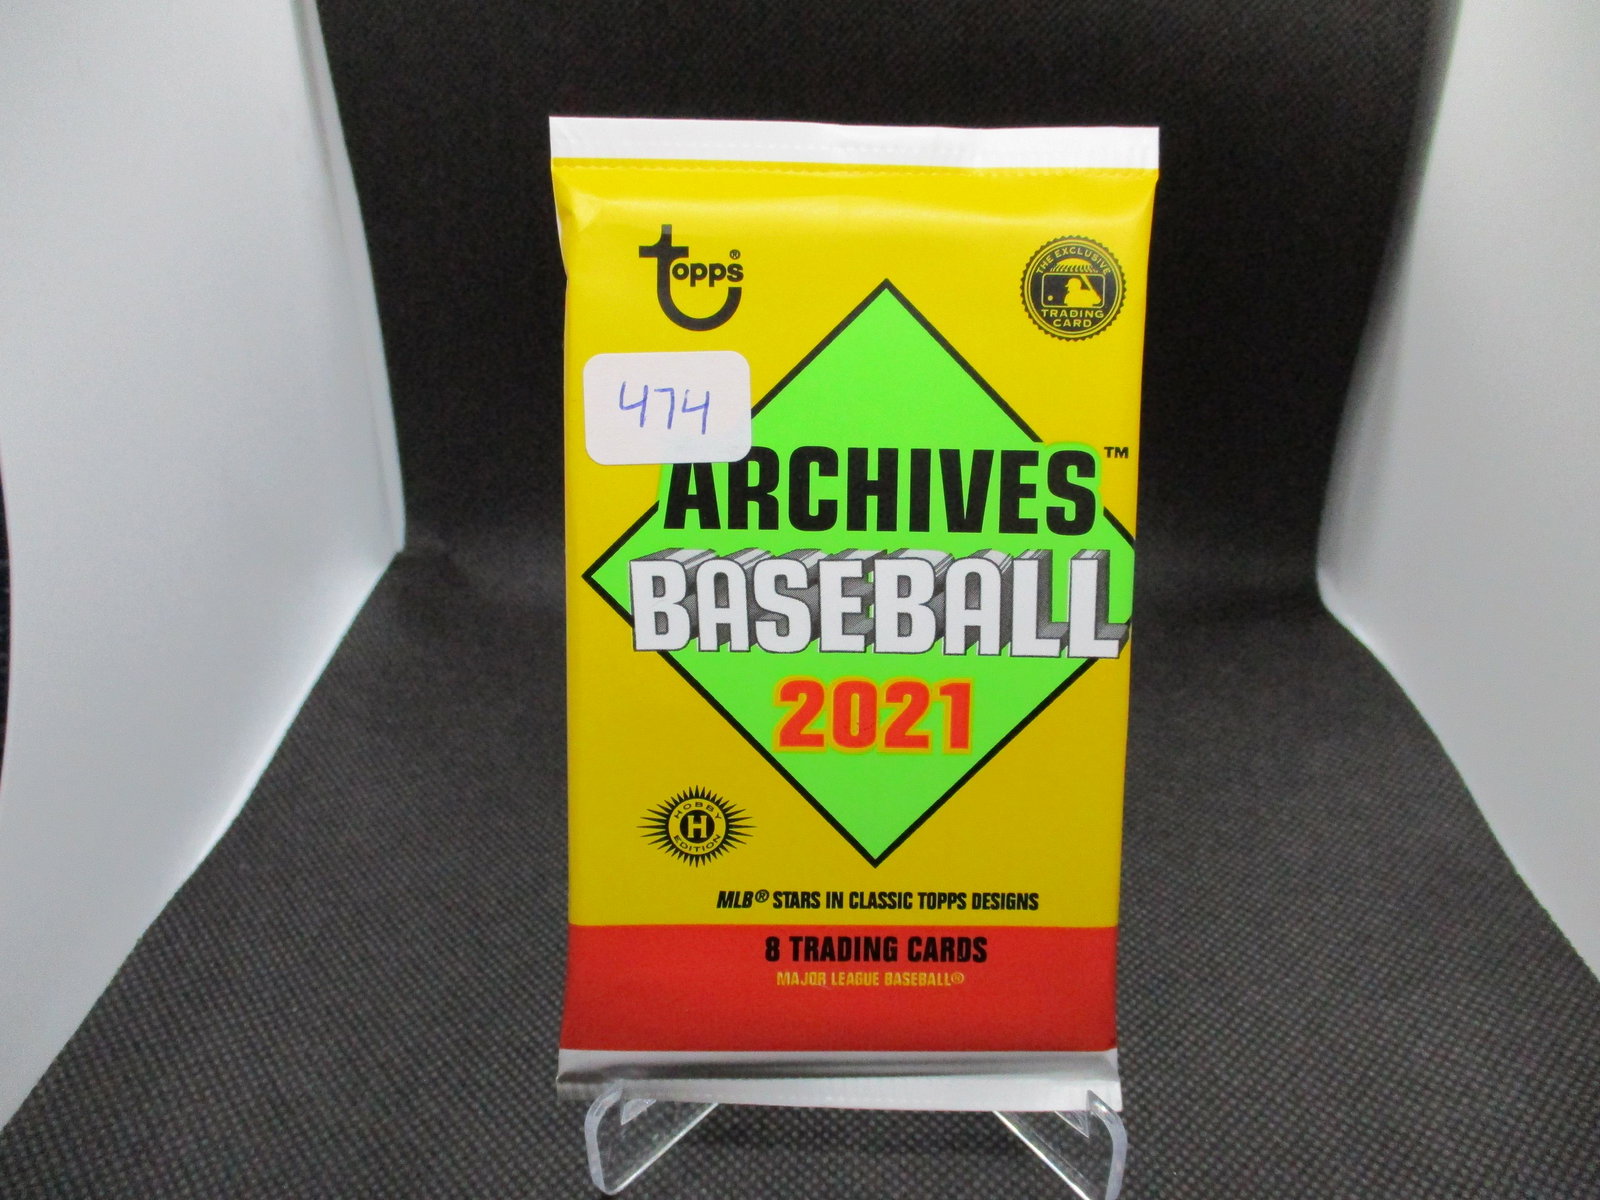 topps®
THE EXCLUSIVE
TRADING
CARD
474
ARCHIVES™
BASEBALL
2021
HOBBY
H
EDITION
MLB® STARS IN CLASSIC TOPPS DESIGNS
8 TRADING CARDS
MAJOR LEAGUE BASEBALL®